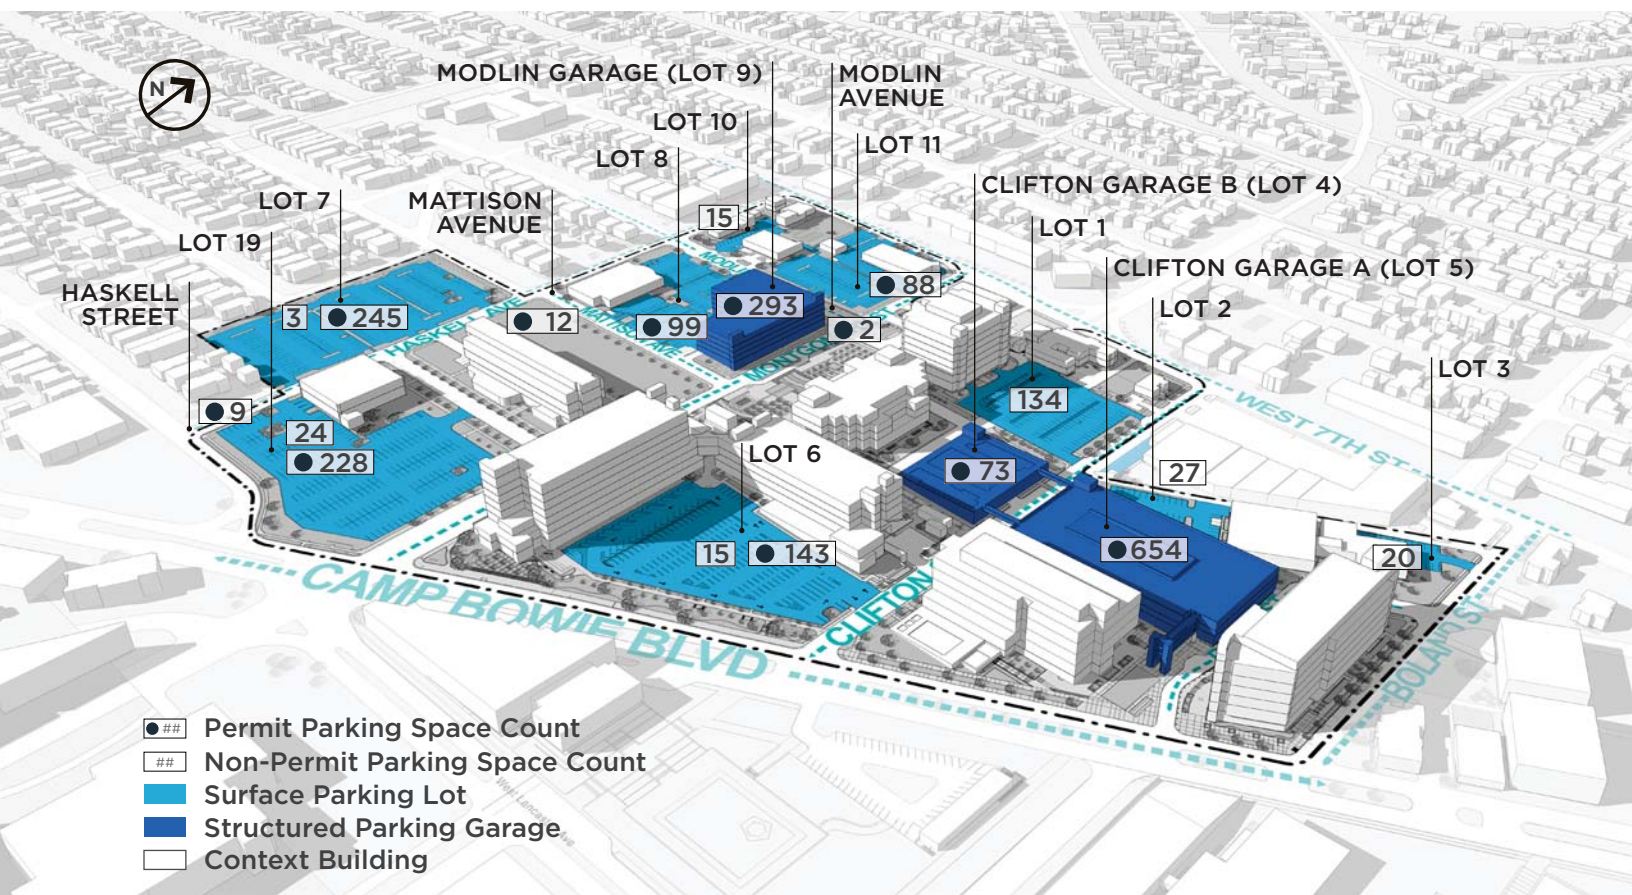 N
MODLIN GARAGE (LOT 9)
MODLIN
AVENUE
LOT 10
LOT 11
LOT 8
CLIFTON GARAGE B (LOT 4)
LOT 7
MATTISON
AVENUE
15
LOT 1
LOT 19
CLIFTON GARAGE A (LOT 5)
HASKELL
STREET
88
LOT 2
3
245
12
99
293
2
HASKELL AVE
MATTISON AVE
LOT 3
134
WEST 7TH ST
9
24
228
LOT 6
73
27
15
143
654
20
CAMP BOWIE BLVD
CLIFTON
BOLAND ST
## Permit Parking Space Count
## Non-Permit Parking Space Count
Surface Parking Lot
Structured Parking Garage
Context Building